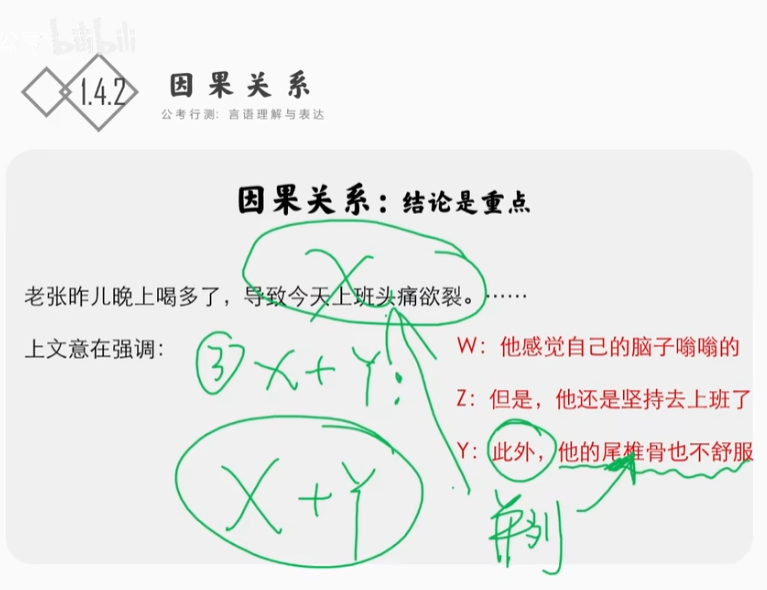 bilibili
1.4.2
因果关系
公考行测: 言语理解与表达
因果关系：结论是重点
X
老张昨儿晚上喝多了，导致今天上班头痛欲裂。……
上文意在强调：
③ X+Y：
W：他感觉自己的脑子嗡嗡的
Z：但是，他还是坚持去上班了
Y：此外，他的尾椎骨也不舒服
X+Y
并列